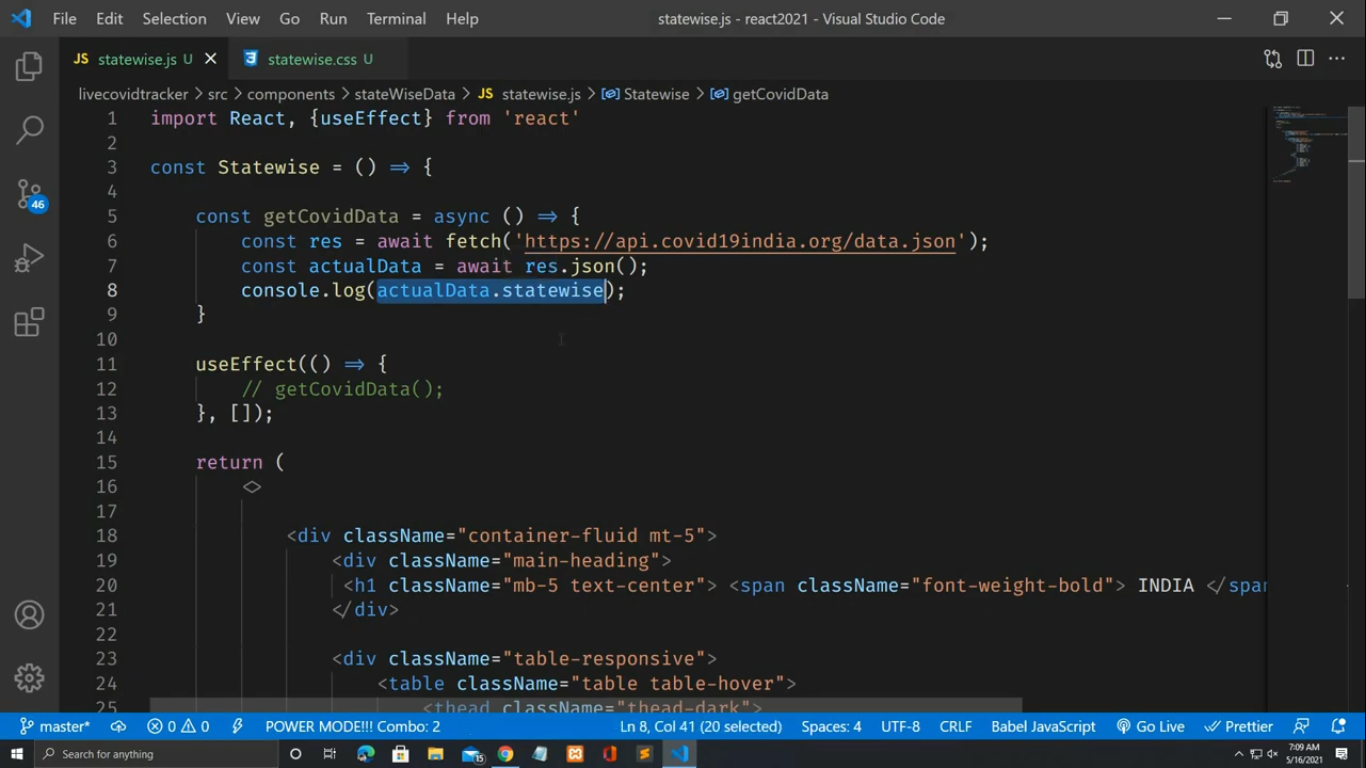 File Edit Selection View Go Run Terminal Help statewise.js - react2021 - Visual Studio Code
JS statewise.js U statewise.css U
livecovidtracker > src > components > stateWiseData > JS statewise.js > Statewise > getCovidData
1 import React, {useEffect} from 'react'
2
3 const Statewise = () => {
4
5 const getCovidData = async () => {
6 const res = await fetch('https://api.covid19india.org/data.json');
7 const actualData = await res.json();
8 console.log(actualData.statewise);
9 }
10
11 useEffect(() => {
12 // getCovidData();
13 }, []);
14
15 return (
16 <>
17
18 <div className="container-fluid mt-5">
19 <div className="main-heading">
20 <h1 className="mb-5 text-center"> <span className="font-weight-bold"> INDIA </span
21 </div>
22
23 <div className="table-responsive">
24 <table className="table table-hover">
25 <thead className="thead-dark">
46
master* 0 0 POWER MODE!!! Combo: 2 Ln 8, Col 41 (20 selected) Spaces: 4 UTF-8 CRLF Babel JavaScript Go Live Prettier
Search for anything 15 7:09 AM
5/16/2021